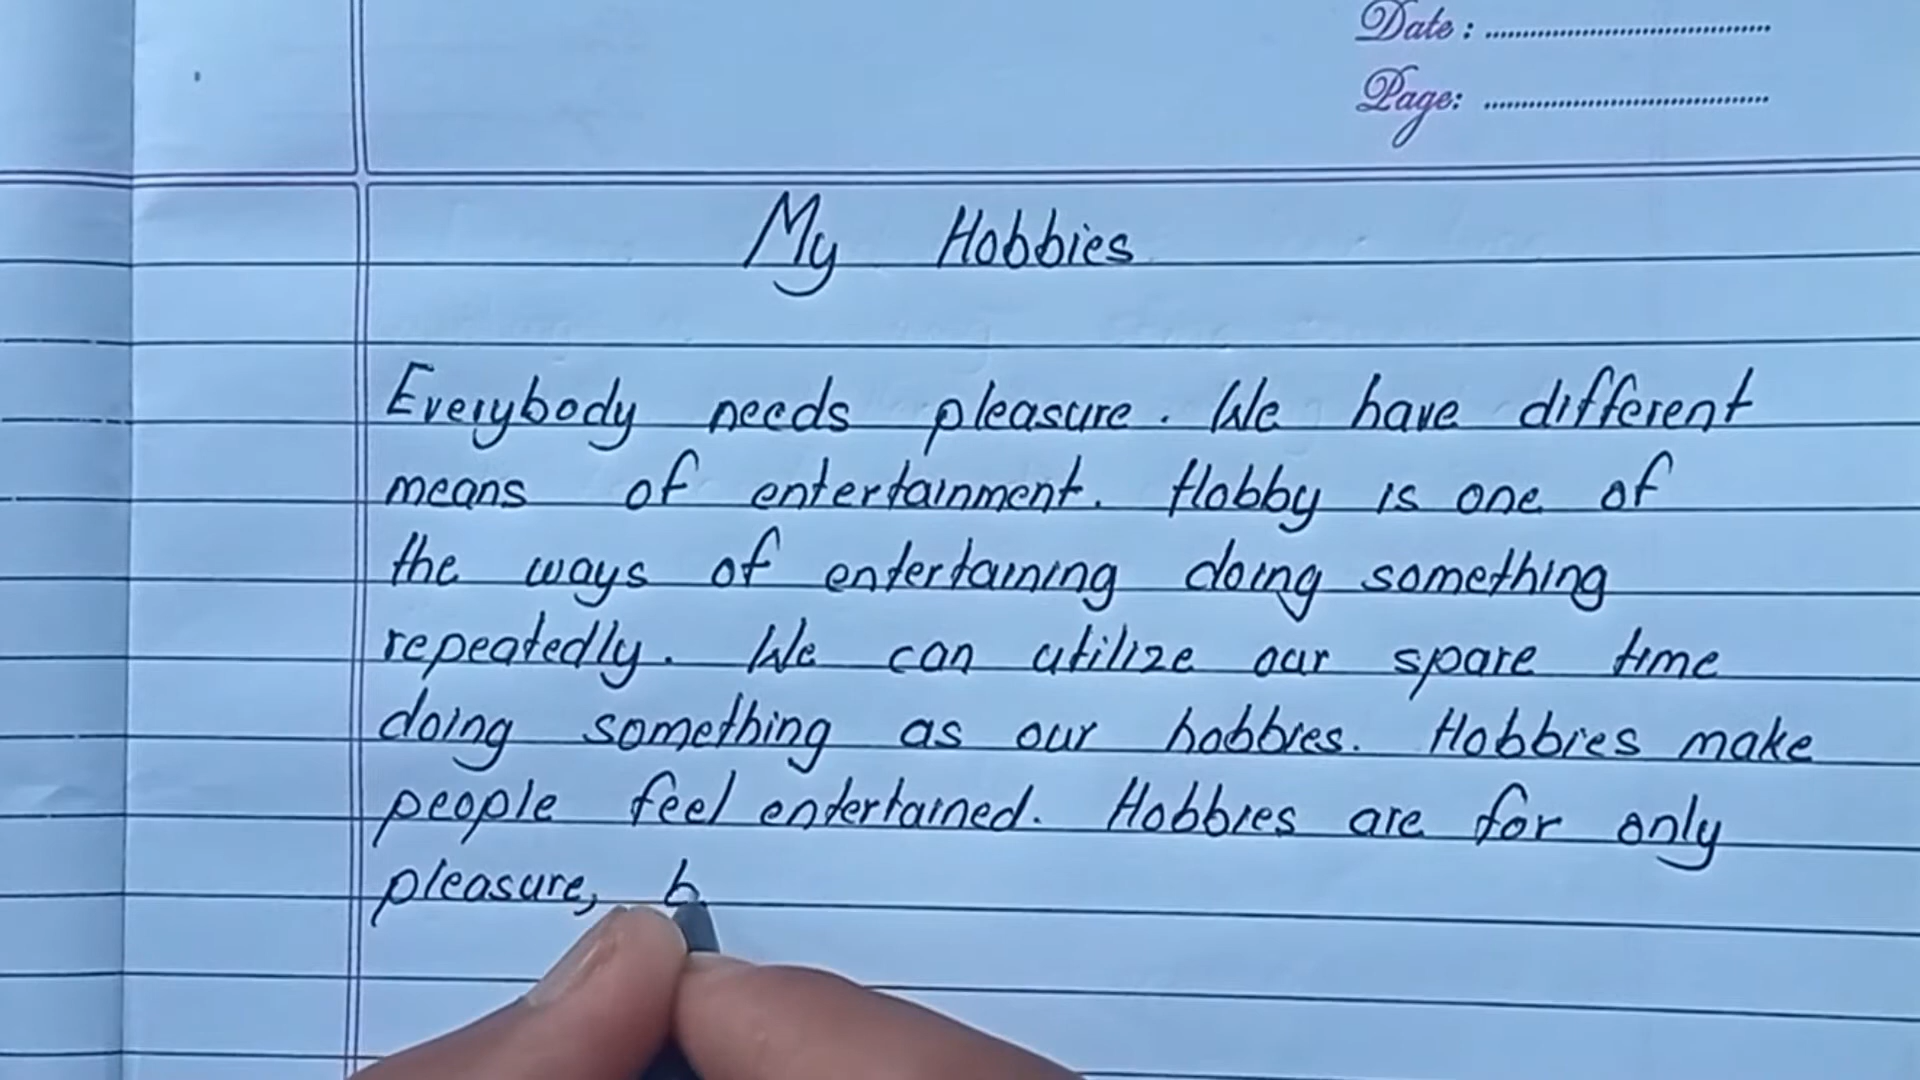 Date :
Page:
My Hobbies
Everybody needs pleasure. We have different
means of entertainment. Hobby is one of
the ways of entertaining doing something
repeatedly. We can utilize our spare time
doing something as our hobbies. Hobbies make
people feel entertained. Hobbies are for only
pleasure, b